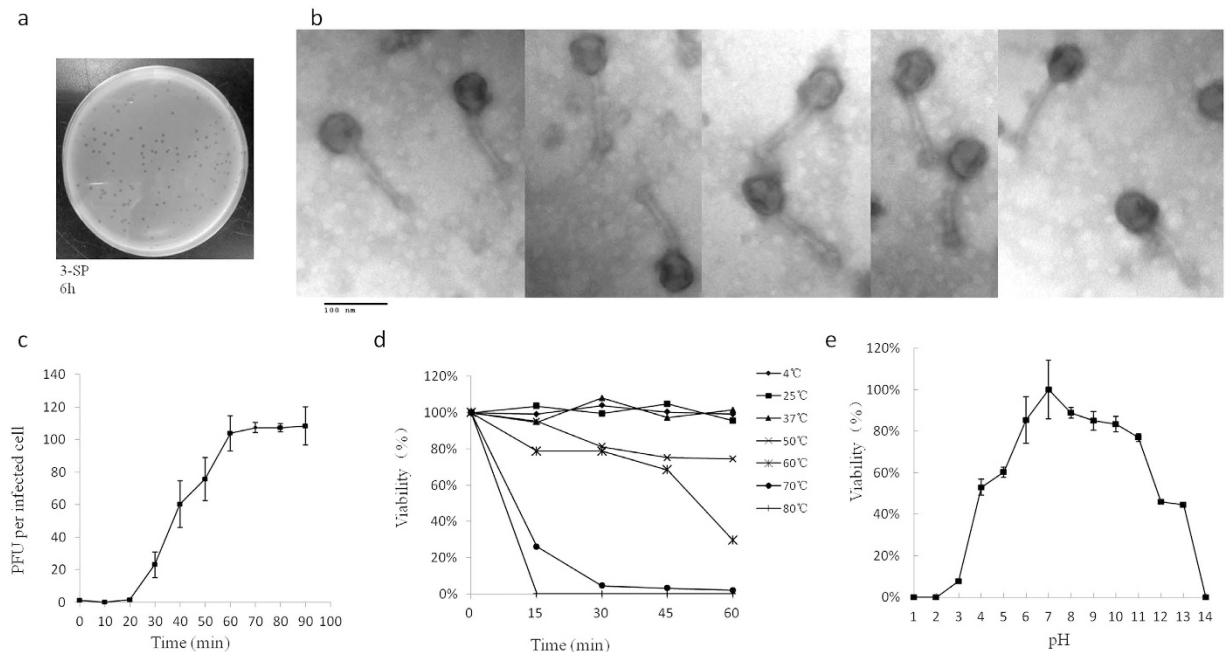 a
3-SP
6h
b
100 nm
c
PFU per infected cell
140
120
100
80
60
40
20
0
0 10 20 30 40 50 60 70 80 90 100
Time (min)
d
Viability (%)
120%
100%
80%
60%
40%
20%
0%
0 15 30 45 60
Time (min)
4℃
25℃
37℃
50℃
60℃
70℃
80℃
e
Viability (%)
120%
100%
80%
60%
40%
20%
0%
1 2 3 4 5 6 7 8 9 10 11 12 13 14
pH